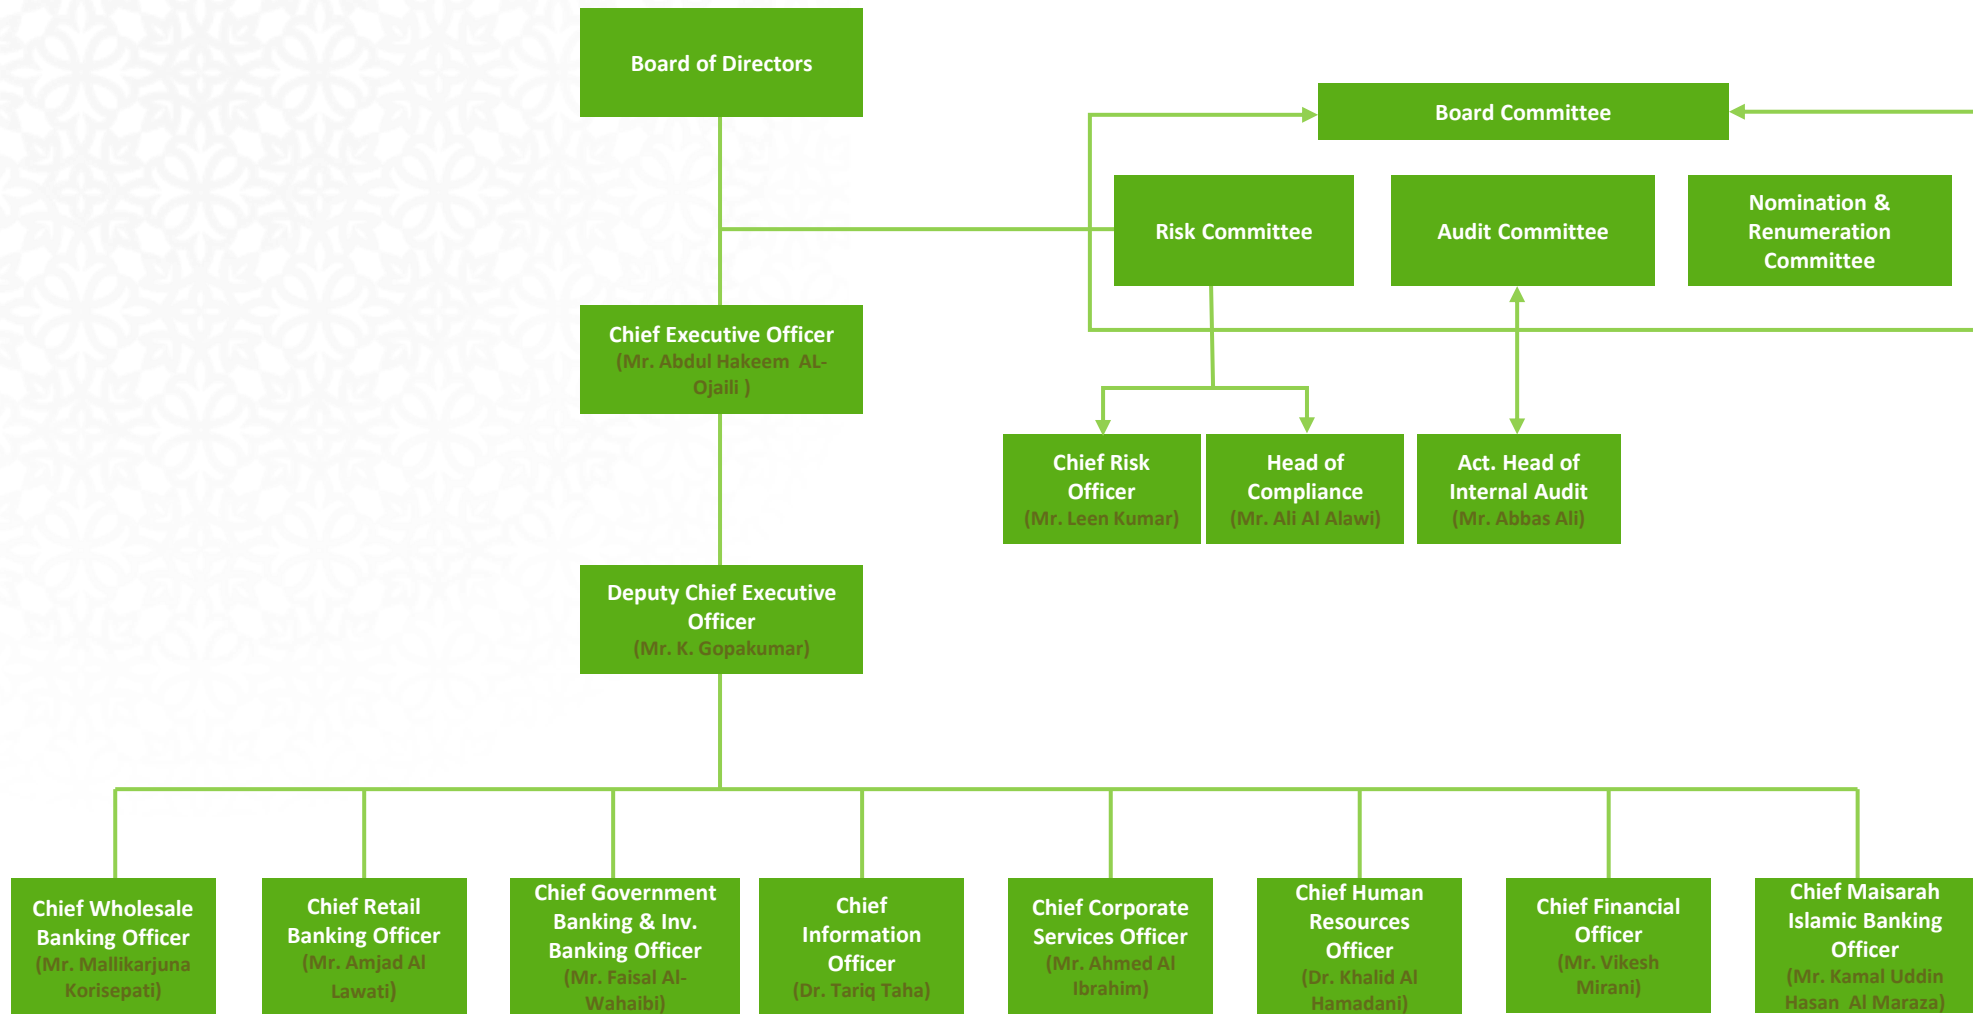 Board of Directors
Board Committee
Risk Committee
Audit Committee
Nomination &
Renumeration
Committee
Chief Executive Officer
(Mr. Abdul Hakeem  AL-
Ojaili )
Chief Risk
Officer
(Mr. Leen Kumar)
Head of
Compliance
(Mr. Ali Al Alawi)
Act. Head of
Internal Audit
(Mr. Abbas Ali)
Deputy Chief Executive
Officer
(Mr. K. Gopakumar)
Chief Wholesale
Banking Officer
(Mr. Mallikarjuna
Korisepati)
Chief Retail
Banking Officer
(Mr. Amjad Al
Lawati)
Chief Government
Banking & Inv.
Banking Officer
(Mr. Faisal Al-
Wahaibi)
Chief
Information
Officer
(Dr. Tariq Taha)
Chief Corporate
Services Officer
(Mr. Ahmed Al
Ibrahim)
Chief Human
Resources
Officer
(Dr. Khalid Al
Hamadani)
Chief Financial
Officer
(Mr. Vikesh
Mirani)
Chief Maisarah
Islamic Banking
Officer
(Mr. Kamal Uddin
Hasan  Al Maraza)